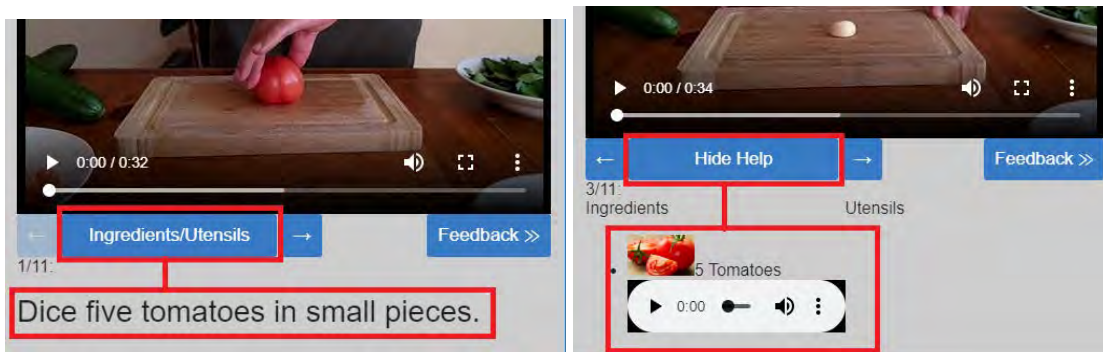 0:00 / 0:32
← Ingredients/Utensils → Feedback ≫
1/11:
Dice five tomatoes in small pieces.
0:00 / 0:34
← Hide Help → Feedback ≫
3/11:
Ingredients Utensils
• 5 Tomatoes
0:00